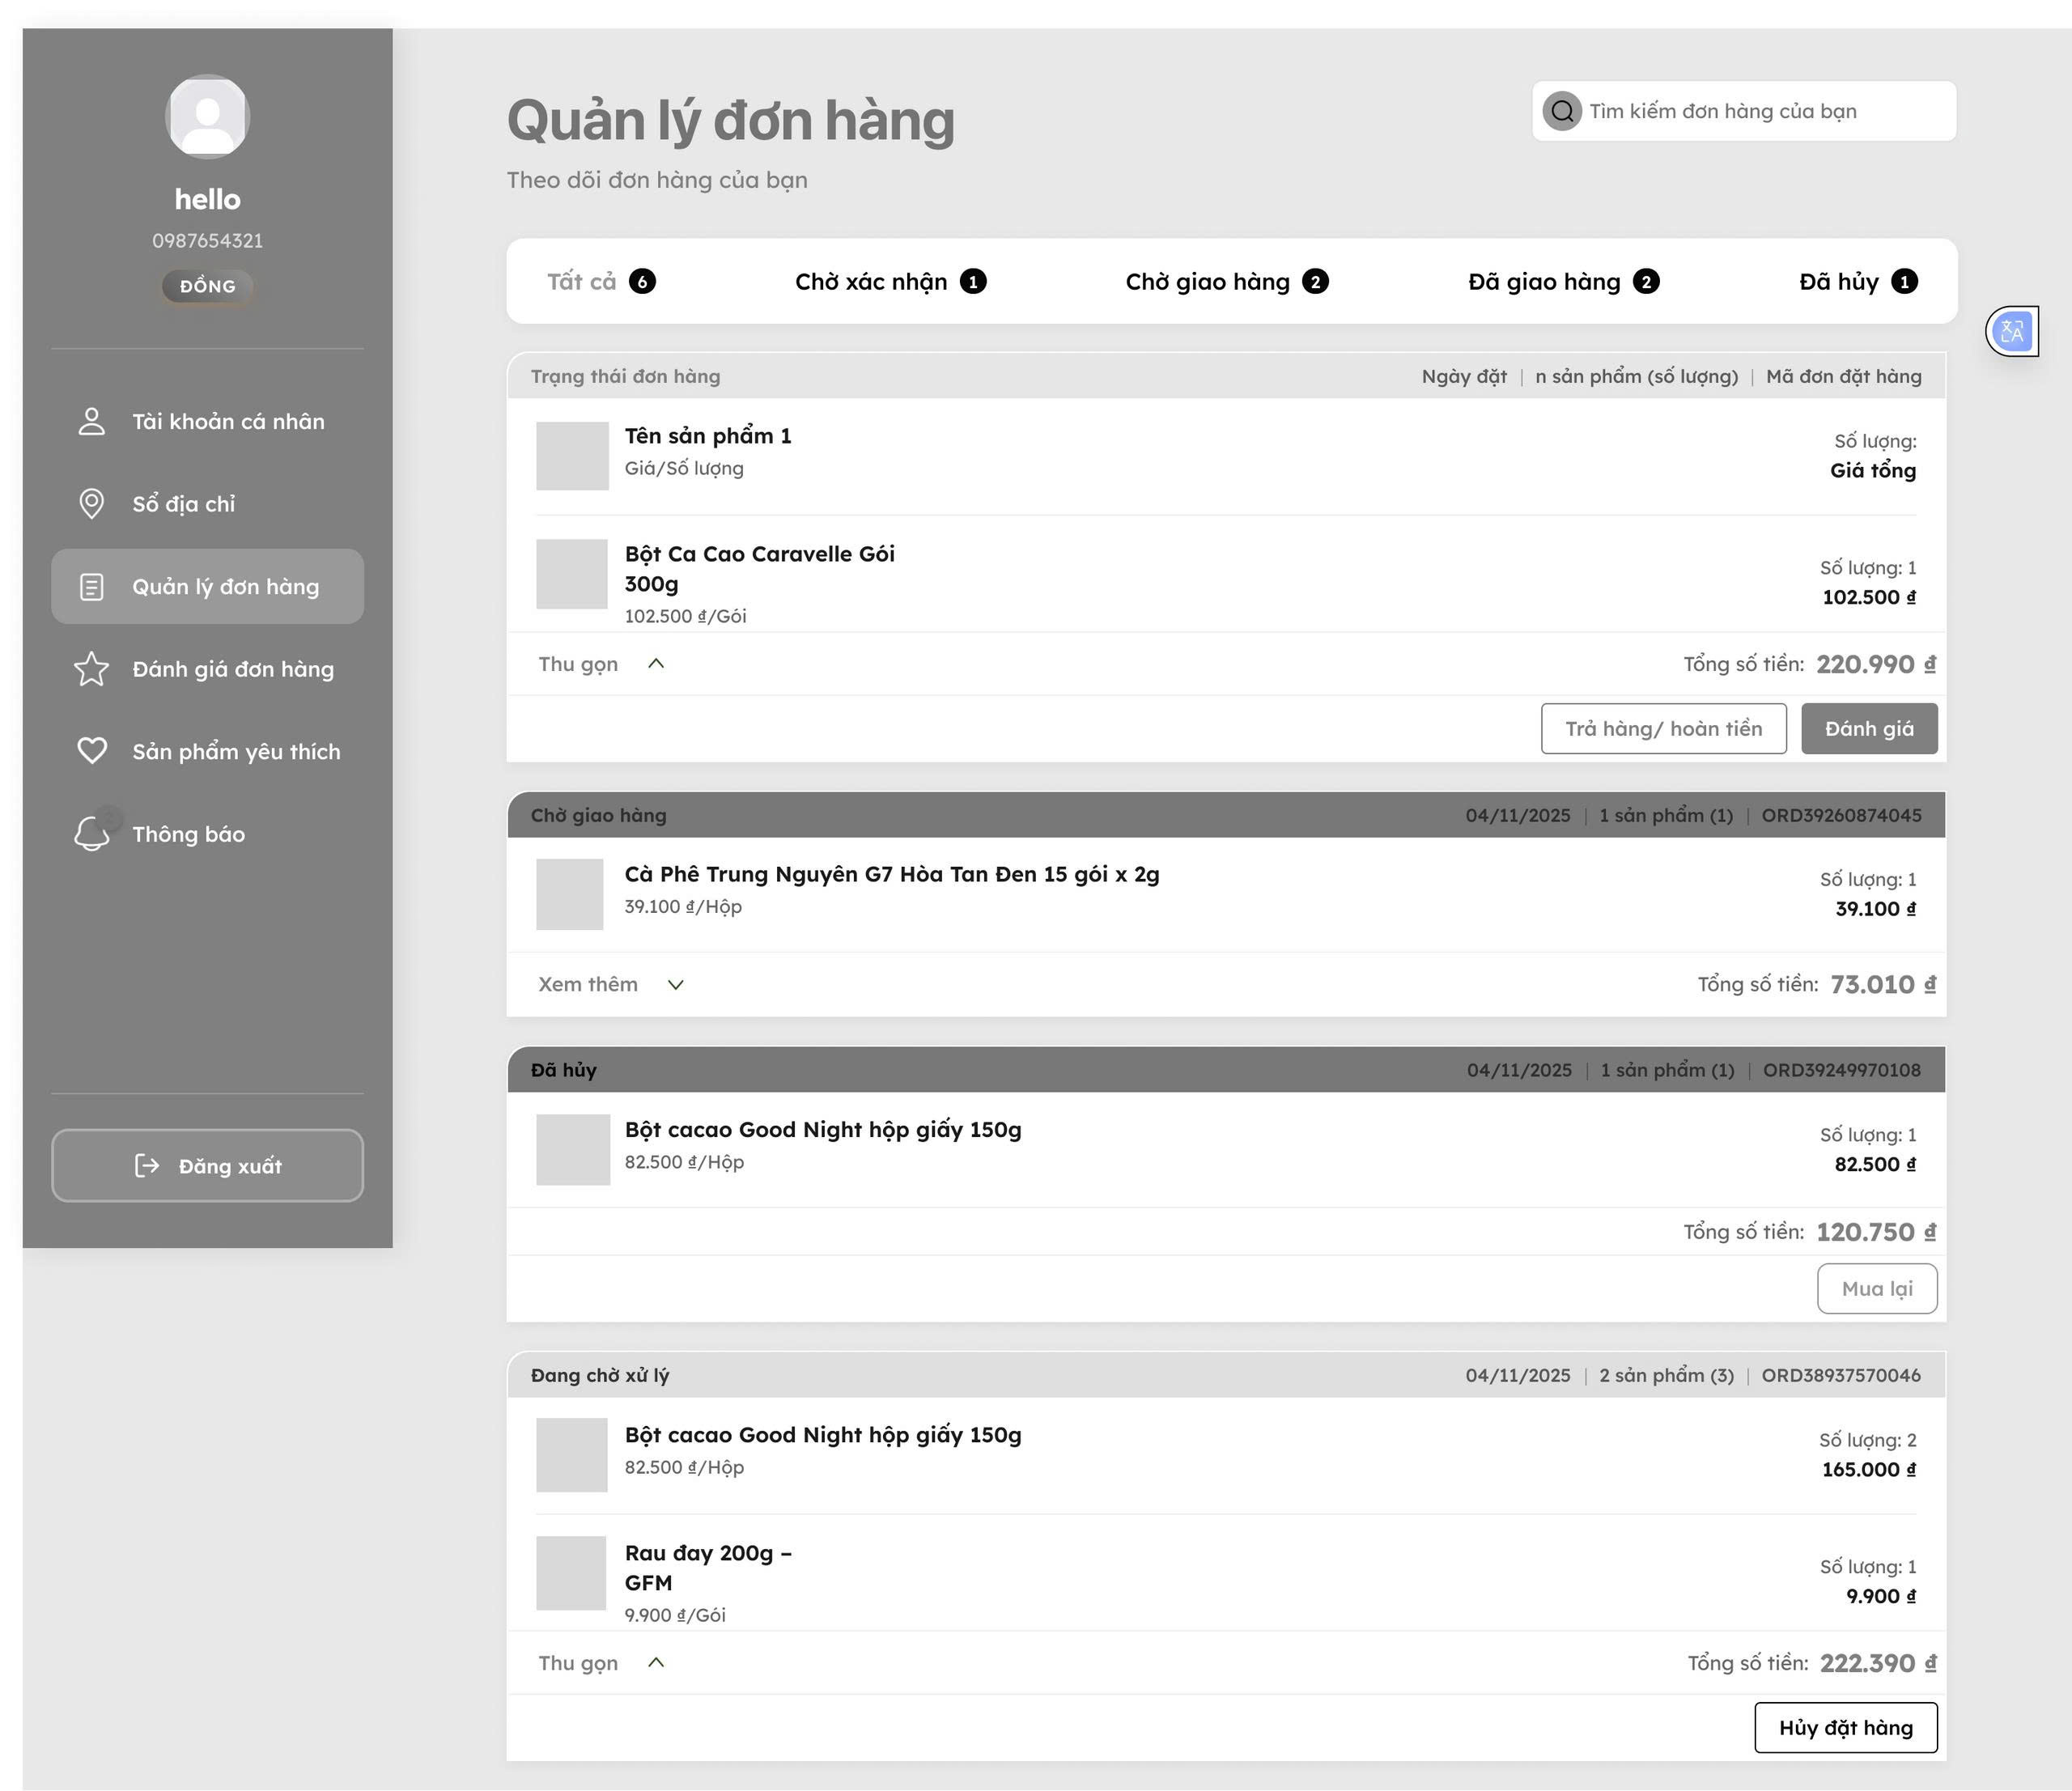 hello
0987654321
ĐỒNG
Tài khoản cá nhân
Sổ địa chỉ
Quản lý đơn hàng
Đánh giá đơn hàng
Sản phẩm yêu thích
Thông báo
Đăng xuất
Quản lý đơn hàng
Theo dõi đơn hàng của bạn
Tìm kiếm đơn hàng của bạn
Tất cả 6 Chờ xác nhận 1 Chờ giao hàng 2 Đã giao hàng 2 Đã hủy 1
Trạng thái đơn hàng Ngày đặt | n sản phẩm (số lượng) | Mã đơn đặt hàng
Tên sản phẩm 1
Giá/Số lượng
Số lượng:
Giá tổng
Bột Ca Cao Caravelle Gói
300g
102.500 ₫/Gói
Số lượng: 1
102.500 ₫
Thu gọn Tổng số tiền: 220.990 ₫
Trả hàng/ hoàn tiền Đánh giá
Chờ giao hàng 04/11/2025 | 1 sản phẩm (1) | ORD39260874045
Cà Phê Trung Nguyên G7 Hòa Tan Đen 15 gói x 2g
39.100 ₫/Hộp
Số lượng: 1
39.100 ₫
Xem thêm Tổng số tiền: 73.010 ₫
Đã hủy 04/11/2025 | 1 sản phẩm (1) | ORD39249970108
Bột cacao Good Night hộp giấy 150g
82.500 ₫/Hộp
Số lượng: 1
82.500 ₫
Tổng số tiền: 120.750 ₫
Mua lại
Đang chờ xử lý 04/11/2025 | 2 sản phẩm (3) | ORD38937570046
Bột cacao Good Night hộp giấy 150g
82.500 ₫/Hộp
Số lượng: 2
165.000 ₫
Rau đay 200g –
GFM
9.900 ₫/Gói
Số lượng: 1
9.900 ₫
Thu gọn Tổng số tiền: 222.390 ₫
Hủy đặt hàng